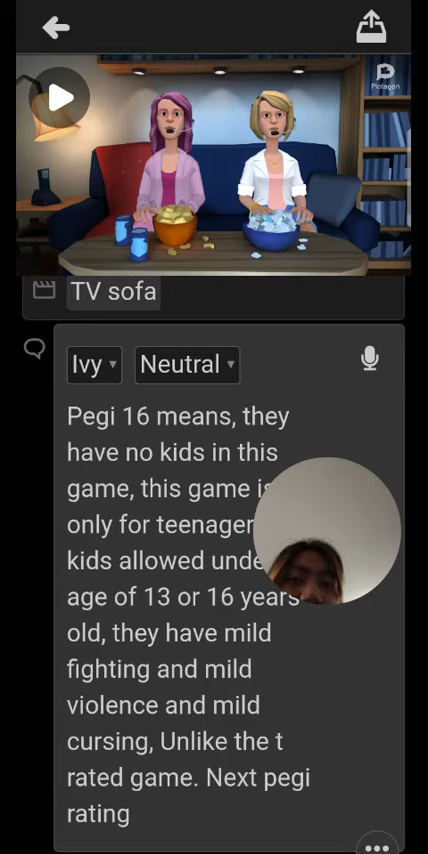 Plotagon
TV sofa
Ivy Neutral
Pegi 16 means, they
have no kids in this
game, this game is
only for teenager
kids allowed unde
age of 13 or 16 years
old, they have mild
fighting and mild
violence and mild
cursing, Unlike the t
rated game. Next pegi
rating